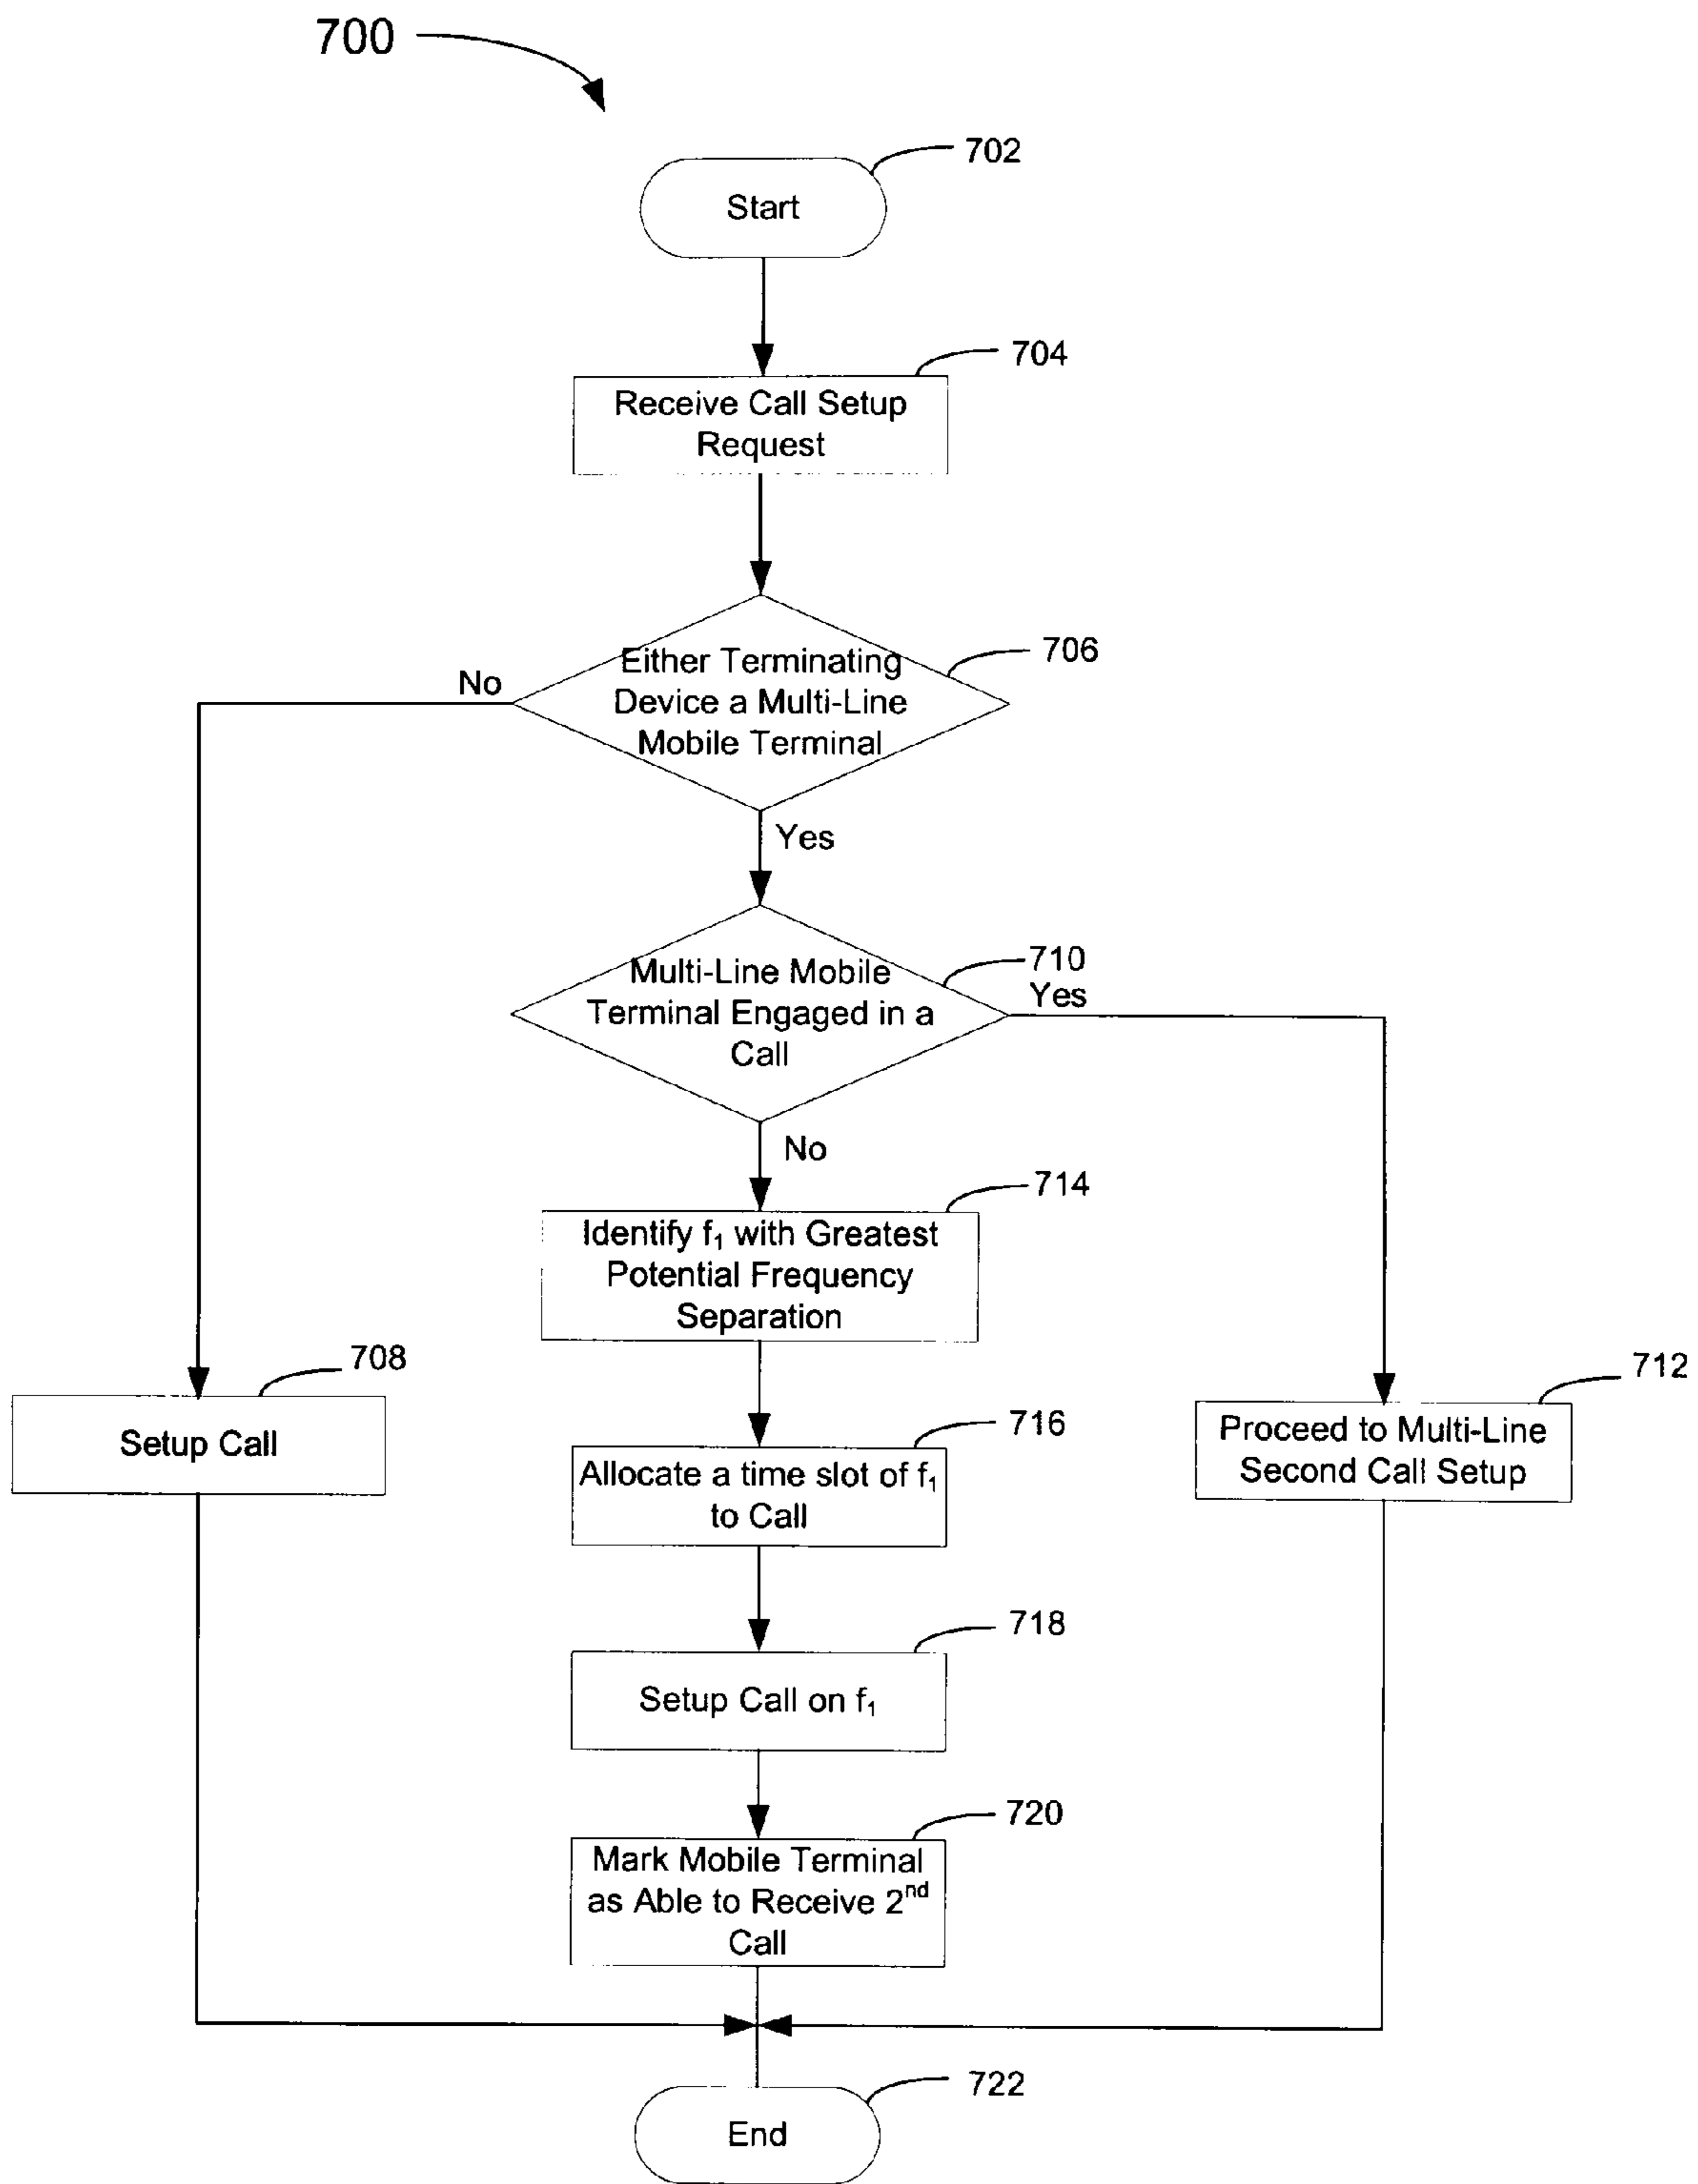 700
702
Start
704
Receive Call Setup
Request
706
Either Terminating
Device a Multi-Line
Mobile Terminal
No
Yes
710
Multi-Line Mobile
Terminal Engaged in a
Call
Yes
No
714
Identify f₁ with Greatest
Potential Frequency
Separation
708
Setup Call
712
Proceed to Multi-Line
Second Call Setup
716
Allocate a time slot of f₁
to Call
718
Setup Call on f₁
720
Mark Mobile Terminal
as Able to Receive 2ⁿᵈ
Call
722
End